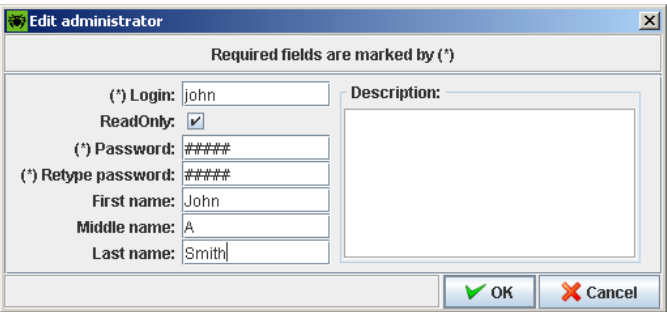 Edit administrator
Required fields are marked by (*)
(*) Login: john
ReadOnly:
(*) Password: #####
(*) Retype password: #####
First name: John
Middle name: A
Last name: Smith
Description:
OK
Cancel